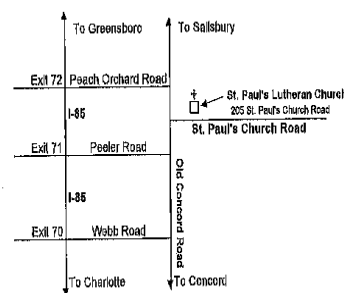 To Greensboro
To Salisbury
Exit 72 Peach Orchard Road
St. Paul's Lutheran Church
205 St. Paul's Church Road
I-85
St. Paul's Church Road
Exit 71 Peeler Road
Old Concord Road
I-85
Exit 70 Webb Road
To Charlotte
To Concord